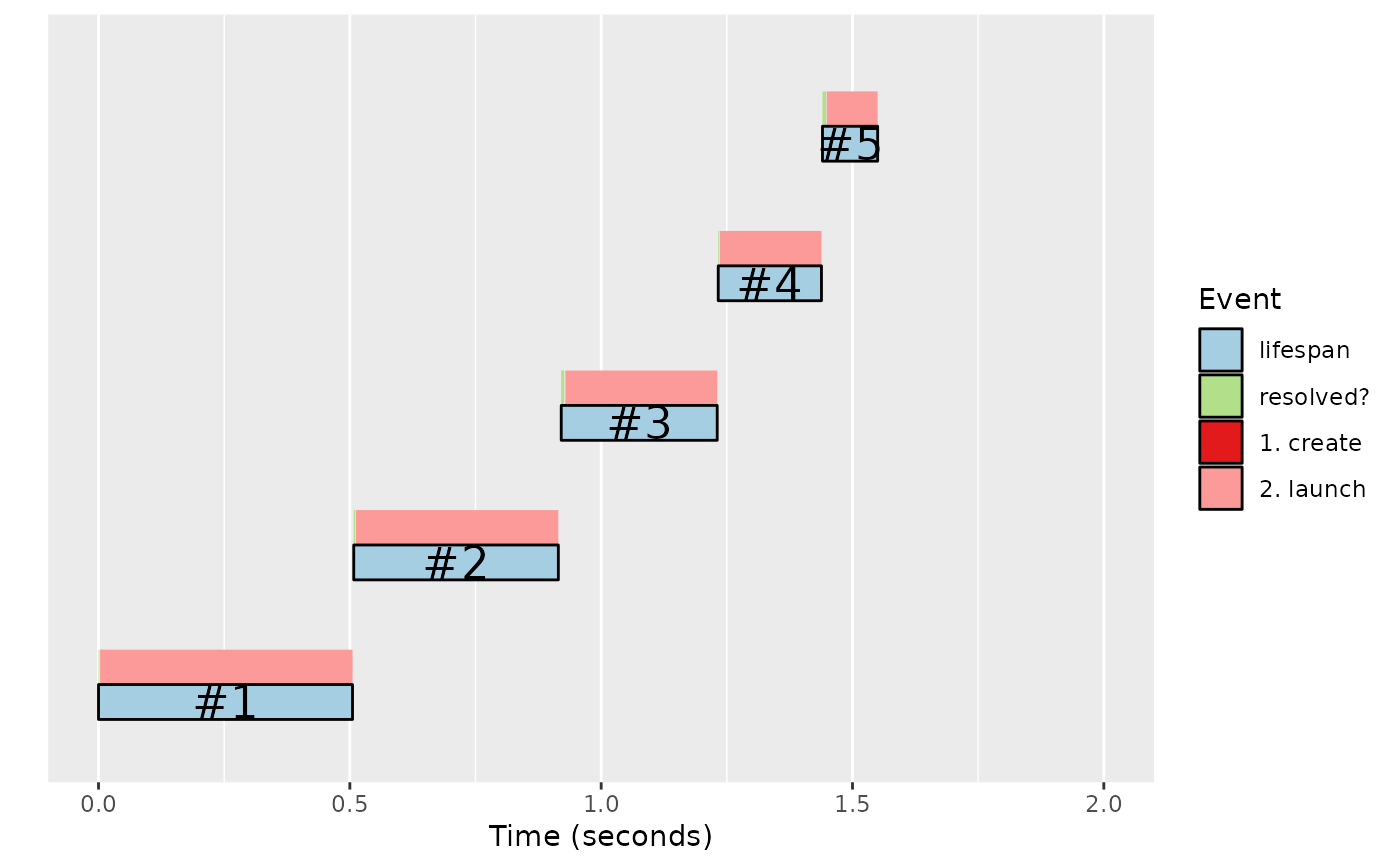 #5
#4
#3
#2
#1
0.0 0.5 1.0 1.5 2.0
Time (seconds)
Event
lifespan
resolved?
1. create
2. launch